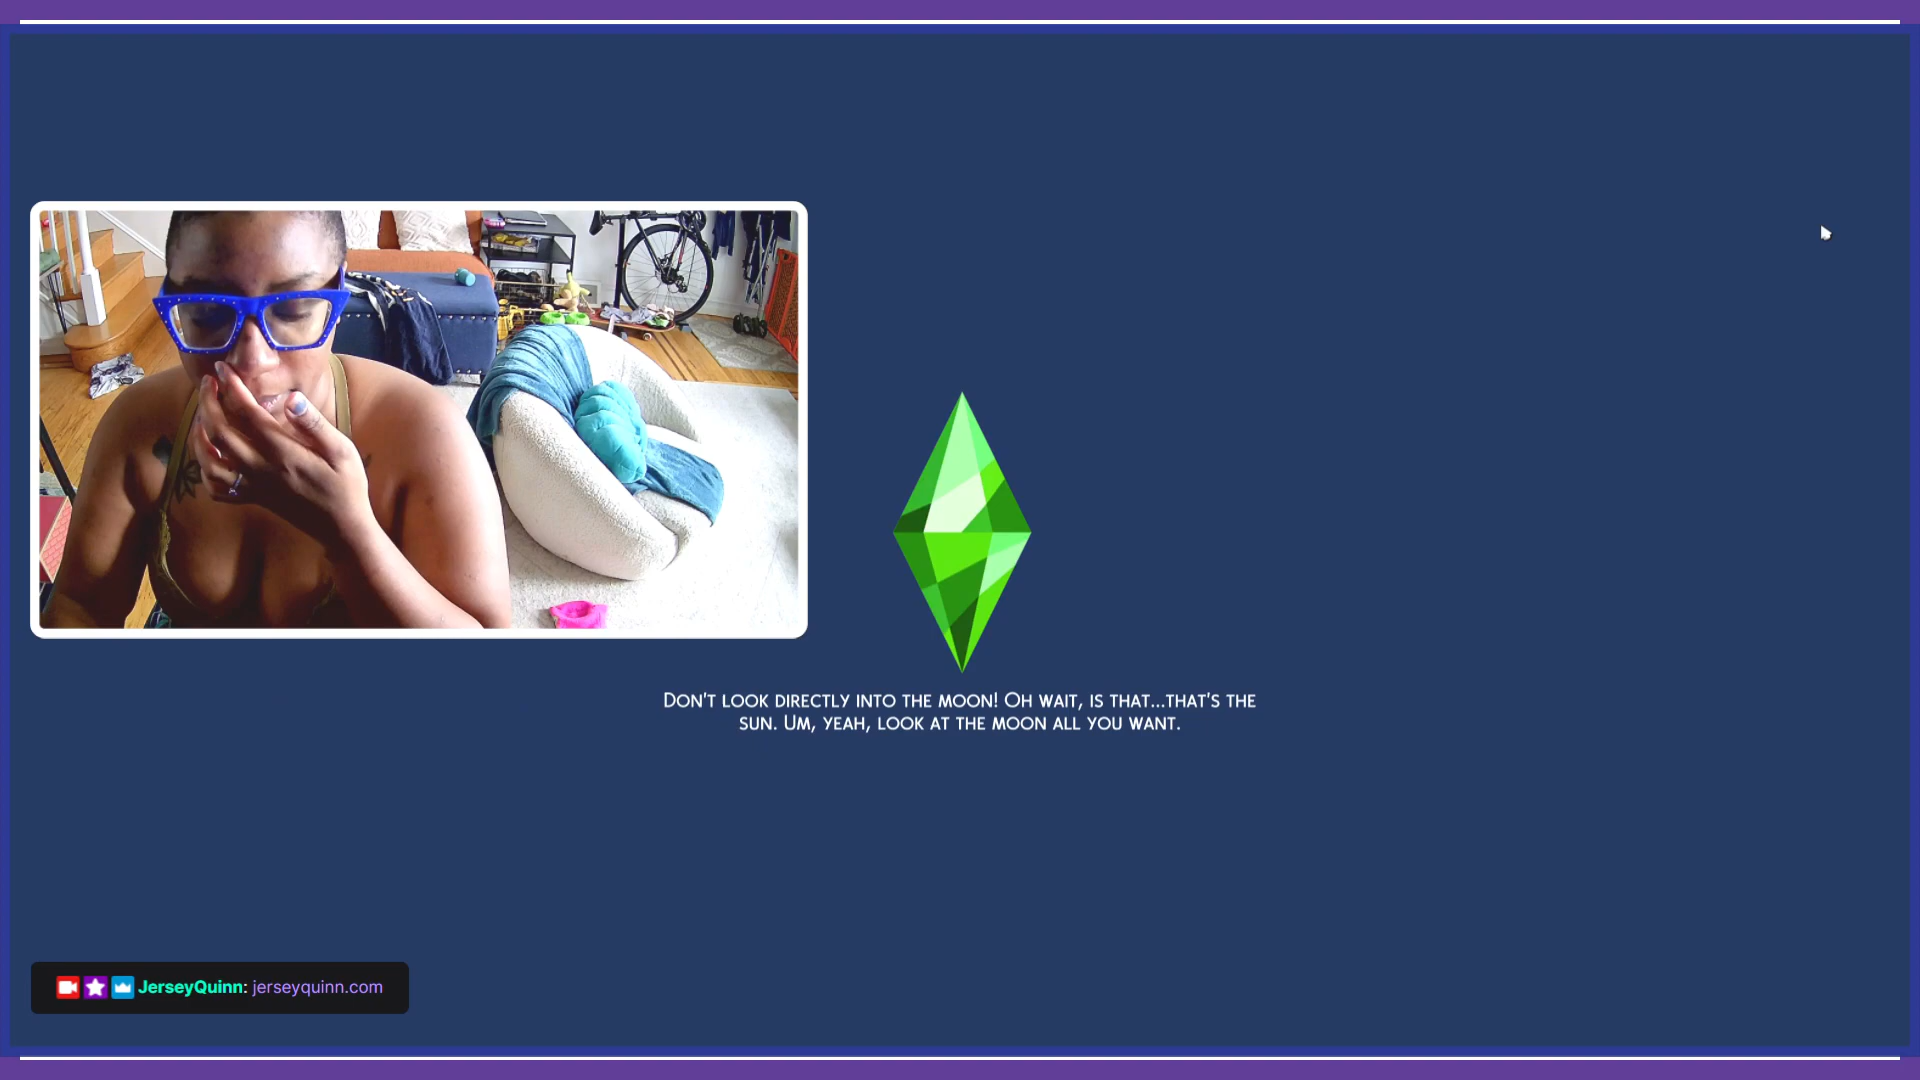 Don't look directly into the moon! Oh wait, is that...that's the
sun. Um, yeah, look at the moon all you want.
JerseyQuinn: jerseyquinn.com